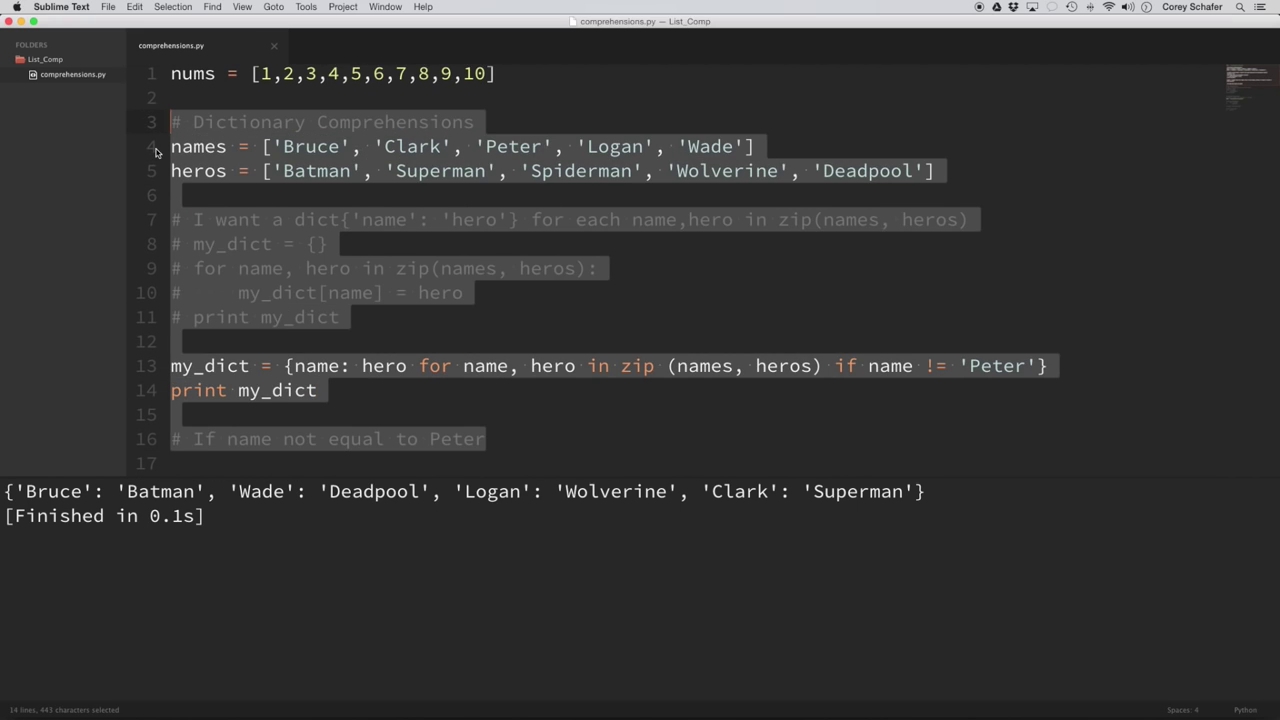 Sublime Text File Edit Selection Find View Goto Tools Project Window Help Corey Schafer
comprehensions.py — List_Comp
FOLDERS
List_Comp
comprehensions.py
comprehensions.py
1 nums = [1,2,3,4,5,6,7,8,9,10]
2
3 # Dictionary Comprehensions
4 names = ['Bruce', 'Clark', 'Peter', 'Logan', 'Wade']
5 heros = ['Batman', 'Superman', 'Spiderman', 'Wolverine', 'Deadpool']
6
7 # I want a dict{'name': 'hero'} for each name,hero in zip(names, heros)
8 # my_dict = {}
9 # for name, hero in zip(names, heros):
10 #     my_dict[name] = hero
11 # print my_dict
12
13 my_dict = {name: hero for name, hero in zip (names, heros) if name != 'Peter'}
14 print my_dict
15
16 # If name not equal to Peter
17
{'Bruce': 'Batman', 'Wade': 'Deadpool', 'Logan': 'Wolverine', 'Clark': 'Superman'}
[Finished in 0.1s]
14 lines, 443 characters selected
Spaces: 4 Python